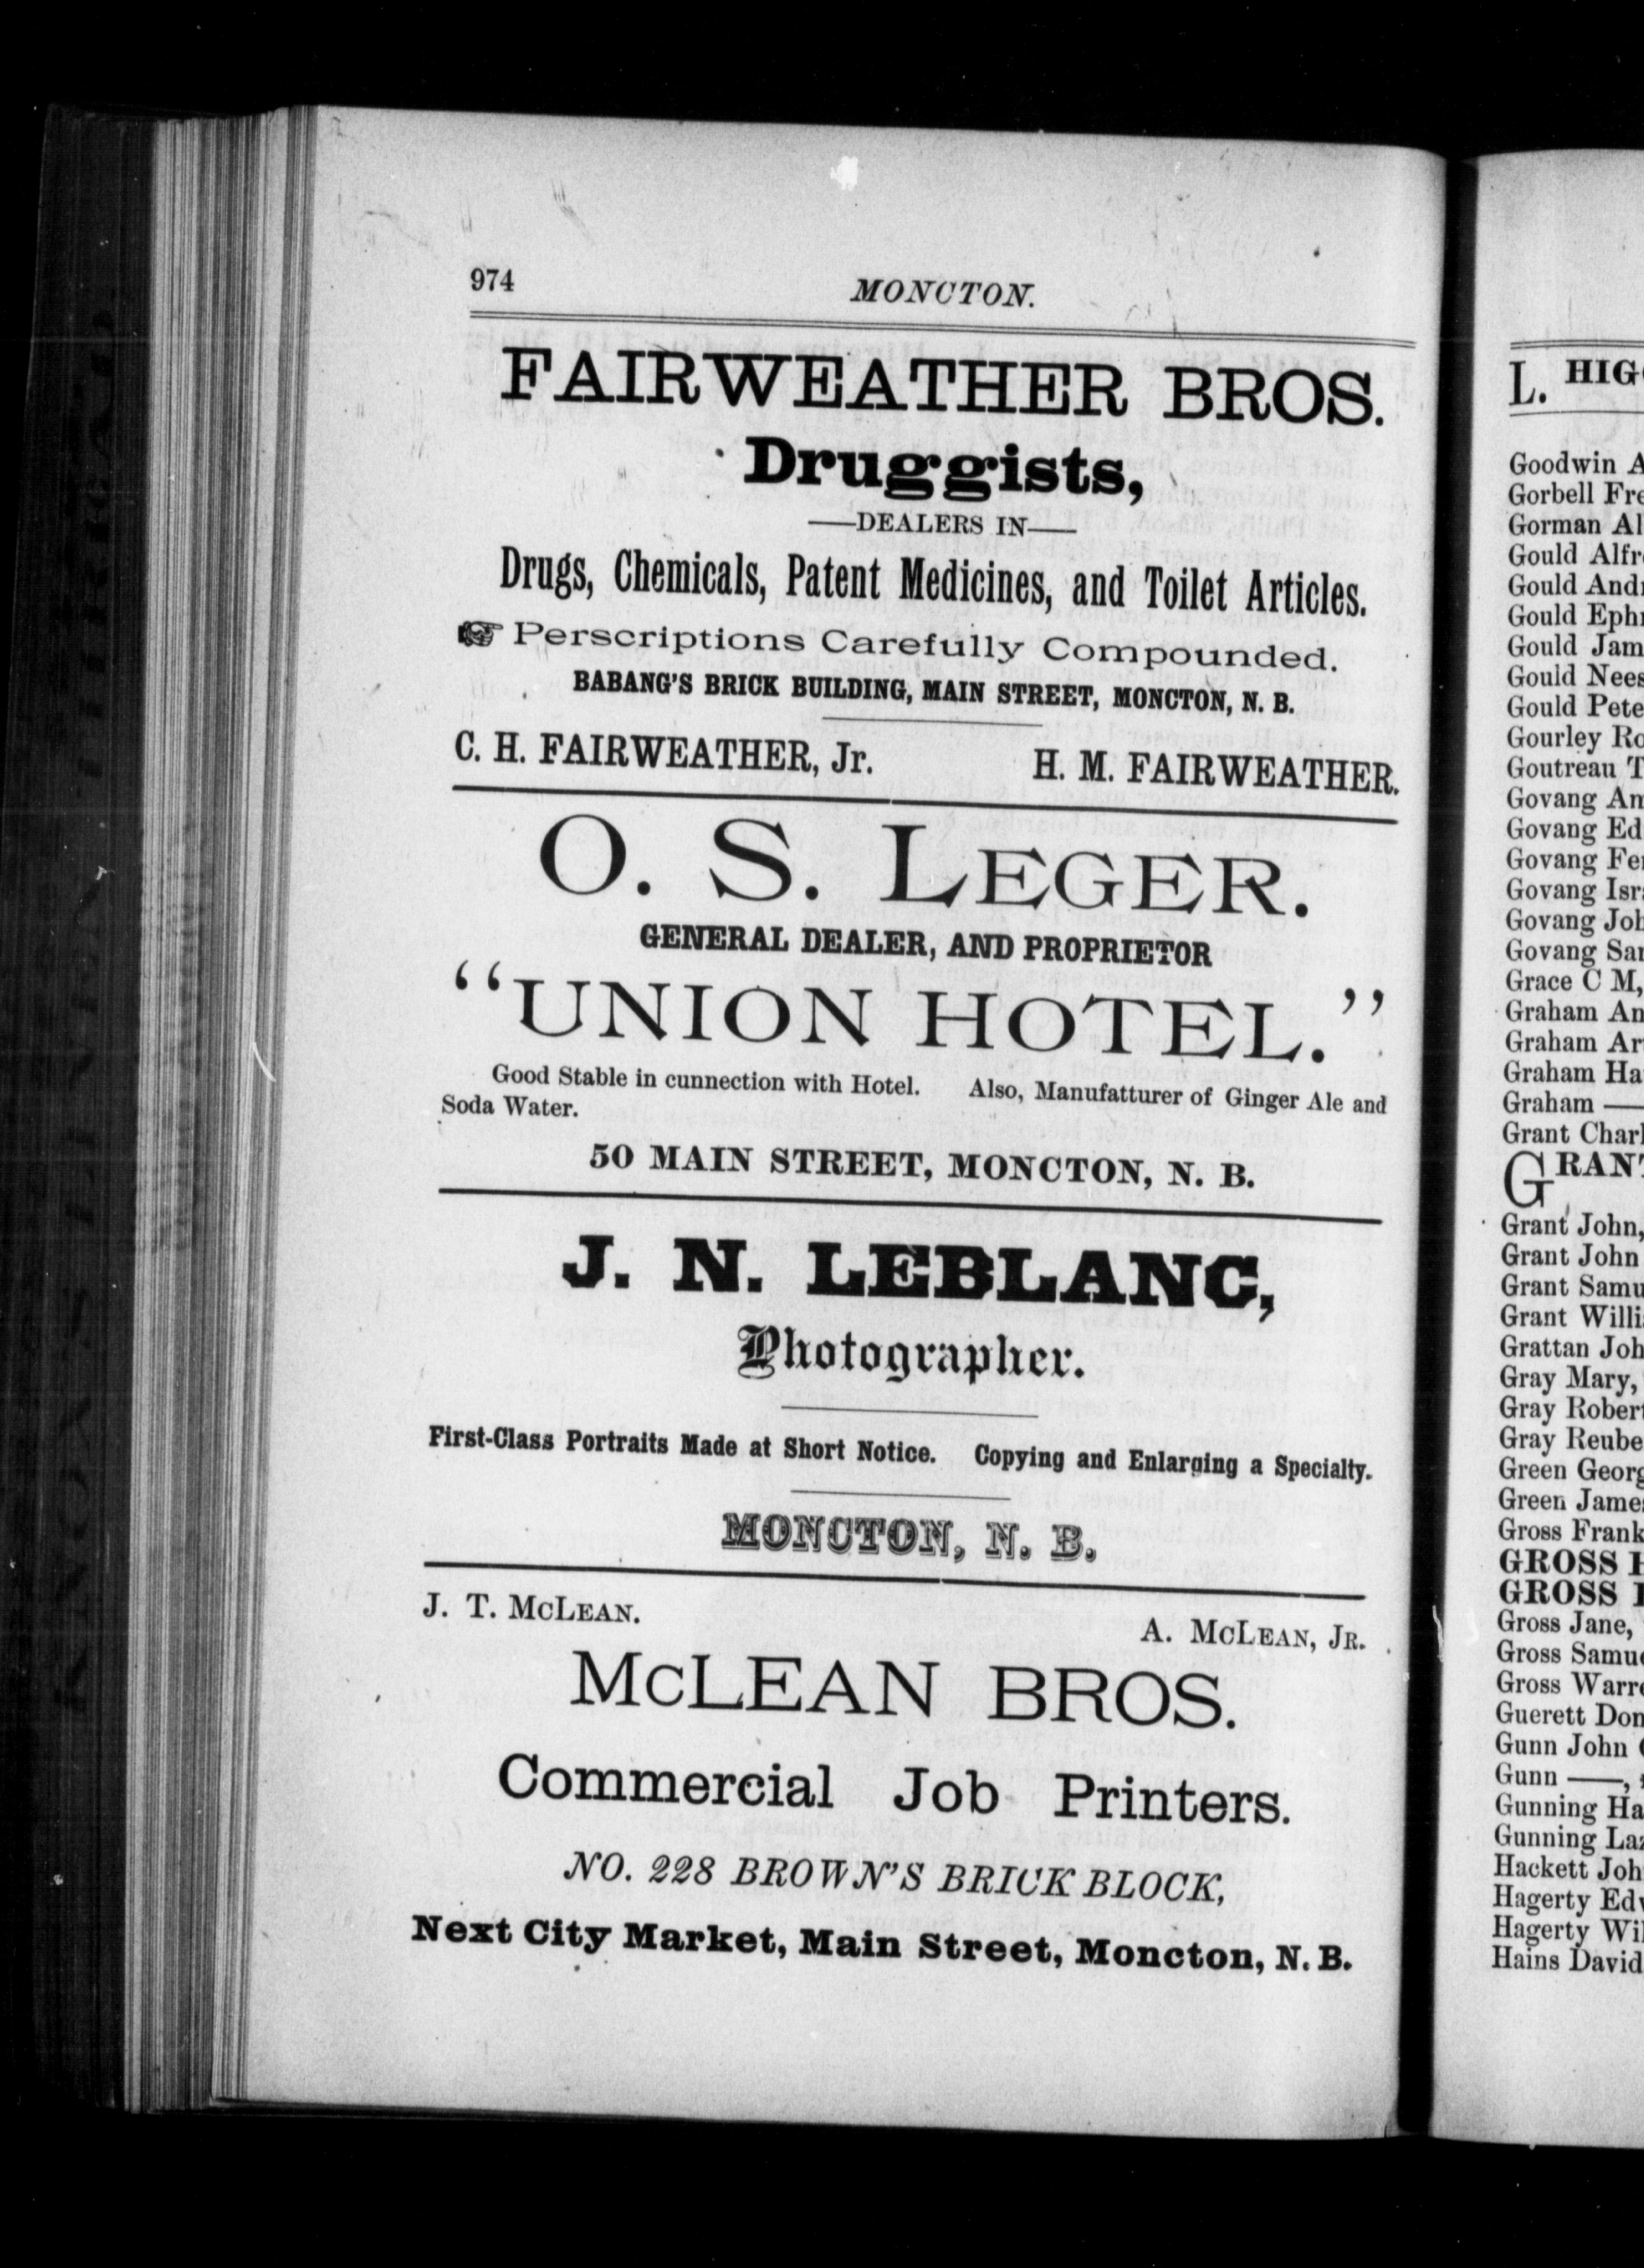 974
MONCTON.
FAIRWEATHER BROS.
Druggists,
—DEALERS IN—
Drugs, Chemicals, Patent Medicines, and Toilet Articles.
☞ Perscriptions Carefully Compounded.
BABANG'S BRICK BUILDING, MAIN STREET, MONCTON, N. B.
C. H. FAIRWEATHER, Jr. H. M. FAIRWEATHER.
O. S. LEGER.
GENERAL DEALER, AND PROPRIETOR
"UNION HOTEL."
Good Stable in cunnection with Hotel. Also, Manufatturer of Ginger Ale and
Soda Water.
50 MAIN STREET, MONCTON, N. B.
J. N. LEBLANC,
Photographer.
First-Class Portraits Made at Short Notice. Copying and Enlarging a Specialty.
MONCTON, N. B.
J. T. McLEAN.
A. McLEAN, JR.
McLEAN BROS.
Commercial Job Printers.
NO. 228 BROWN'S BRICK BLOCK,
Next City Market, Main Street, Moncton, N. B.
L.
Goodwin
Gorbell
Gorman
Gould
Gould
Gould
Gould
Gould
Gould
Gourley
Goutreau
Govang
Govang
Govang
Govang
Govang
Govang
Grace C M,
Graham
Graham
Graham
Graham —
Grant
Grant John,
Grant John
Grant
Grant
Grattan
Gray Mary,
Gray
Gray
Green
Green
Gross
GROSS
GROSS
Gross Jane,
Gross
Gross
Guerett
Gunn John
Gunn —,
Gunning
Gunning
Hackett
Hagerty
Hagerty
Hains David